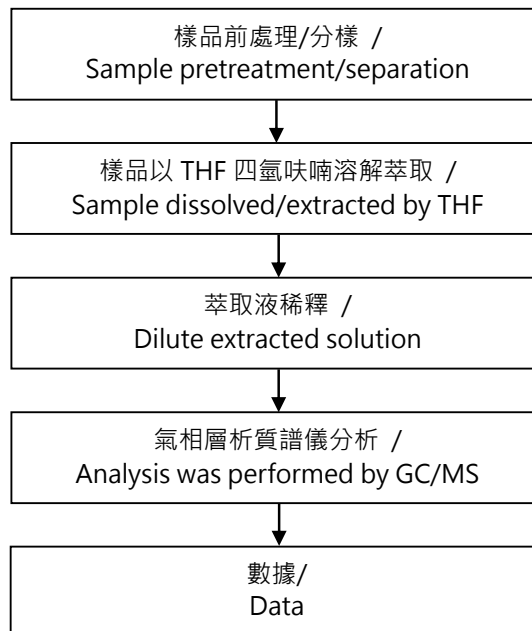 樣品前處理/分樣 /
Sample pretreatment/separation
樣品以 THF 四氫呋喃溶解萃取 /
Sample dissolved/extracted by THF
萃取液稀釋 /
Dilute extracted solution
氣相層析質譜儀分析 /
Analysis was performed by GC/MS
數據/
Data